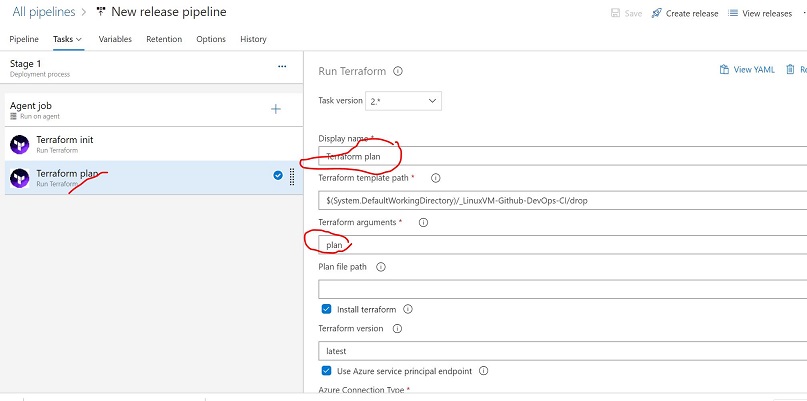 All pipelines > New release pipeline
Save Create release View releases
Pipeline Tasks Variables Retention Options History
Stage 1
Deployment process
Agent job
Run on agent
Terraform init
Run Terraform
Terraform plan
Run Terraform
Run Terraform
View YAML Re
Task version 2.*
Display name *
Terraform plan
Terraform template path *
$(System.DefaultWorkingDirectory)/_LinuxVM-Github-DevOps-CI/drop
Terraform arguments *
plan
Plan file path
Install terraform
Terraform version
latest
Use Azure service principal endpoint
Azure Connection Type *